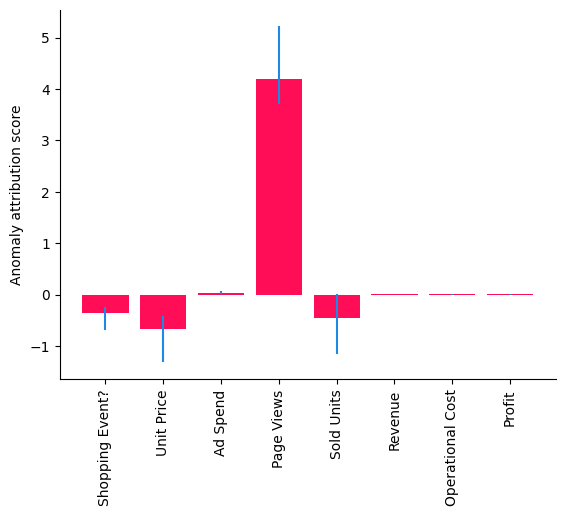 Anomaly attribution score
5
4
3
2
1
0
−1
Shopping Event?
Unit Price
Ad Spend
Page Views
Sold Units
Revenue
Operational Cost
Profit